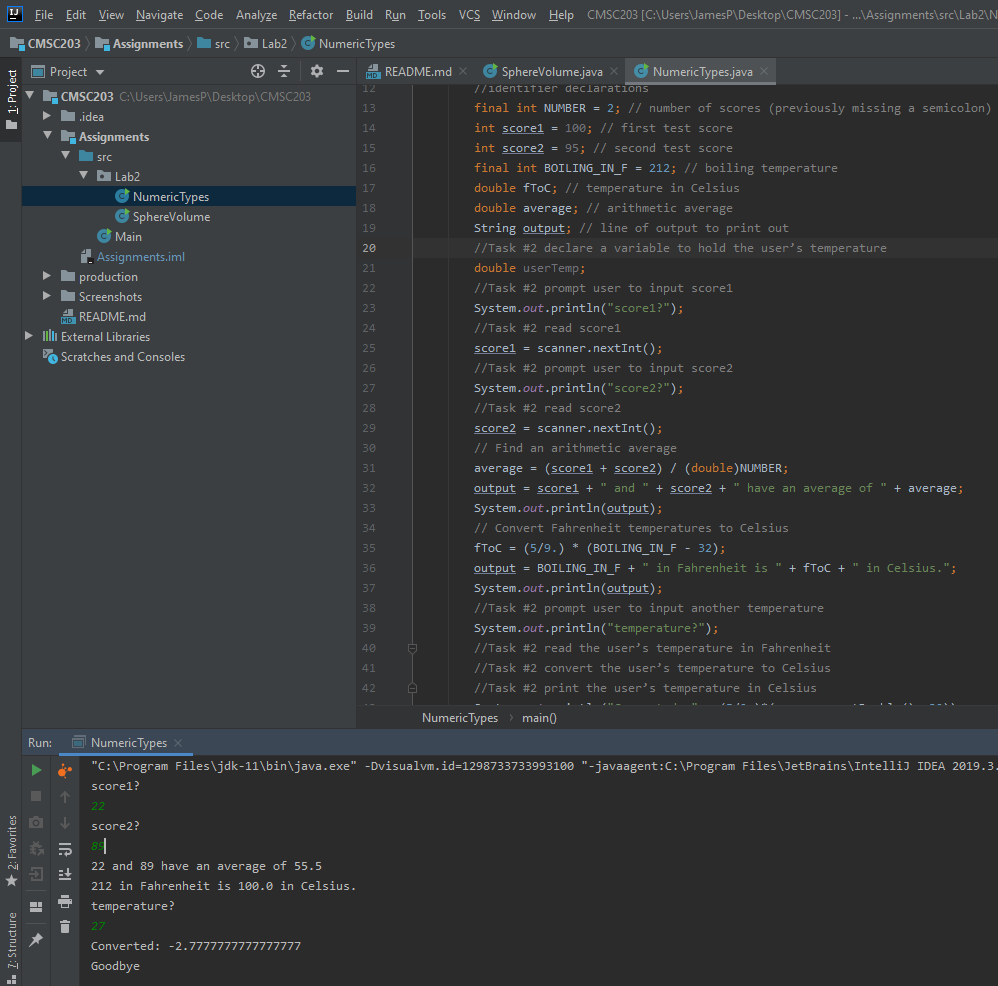 File Edit View Navigate Code Analyze Refactor Build Run Tools VCS Window Help CMSC203 [C:\Users\JamesP\Desktop\CMSC203] - ...\Assignments\src\Lab2\N
CMSC203 Assignments src Lab2 NumericTypes
Project
README.md SphereVolume.java NumericTypes.java
1: Project
CMSC203 C:\Users\JamesP\Desktop\CMSC203
.idea
Assignments
src
Lab2
NumericTypes
SphereVolume
Main
Assignments.iml
production
Screenshots
README.md
External Libraries
Scratches and Consoles
12 //identifier declarations
13 final int NUMBER = 2; // number of scores (previously missing a semicolon)
14 int score1 = 100; // first test score
15 int score2 = 95; // second test score
16 final int BOILING_IN_F = 212; // boiling temperature
17 double fToC; // temperature in Celsius
18 double average; // arithmetic average
19 String output; // line of output to print out
20 //Task #2 declare a variable to hold the user’s temperature
21 double userTemp;
22 //Task #2 prompt user to input score1
23 System.out.println("score1?");
24 //Task #2 read score1
25 score1 = scanner.nextInt();
26 //Task #2 prompt user to input score2
27 System.out.println("score2?");
28 //Task #2 read score2
29 score2 = scanner.nextInt();
30 // Find an arithmetic average
31 average = (score1 + score2) / (double)NUMBER;
32 output = score1 + " and " + score2 + " have an average of " + average;
33 System.out.println(output);
34 // Convert Fahrenheit temperatures to Celsius
35 fToC = (5/9.) * (BOILING_IN_F - 32);
36 output = BOILING_IN_F + " in Fahrenheit is " + fToC + " in Celsius.";
37 System.out.println(output);
38 //Task #2 prompt user to input another temperature
39 System.out.println("temperature?");
40 //Task #2 read the user’s temperature in Fahrenheit
41 //Task #2 convert the user’s temperature to Celsius
42 //Task #2 print the user’s temperature in Celsius
NumericTypes main()
Run: NumericTypes
"C:\Program Files\jdk-11\bin\java.exe" -Dvisualvm.id=1298733733993100 "-javaagent:C:\Program Files\JetBrains\IntelliJ IDEA 2019.3.
score1?
22
score2?
89
22 and 89 have an average of 55.5
212 in Fahrenheit is 100.0 in Celsius.
temperature?
27
Converted: -2.7777777777777777
Goodbye
2: Favorites
7: Structure